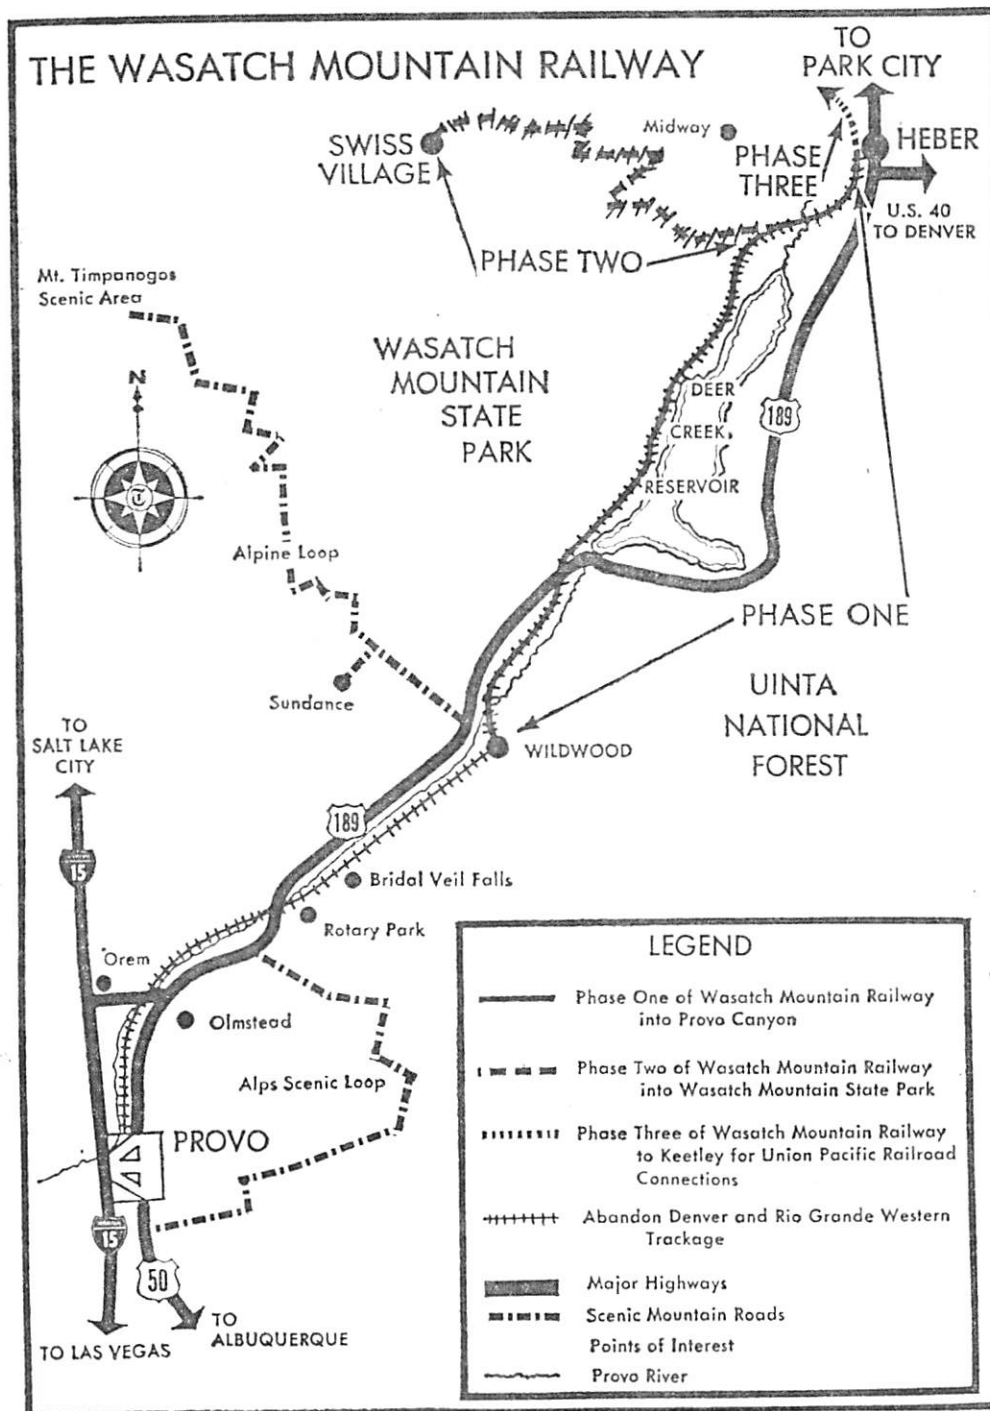 THE WASATCH MOUNTAIN RAILWAY
TO
PARK CITY
SWISS
VILLAGE
Midway
PHASE
THREE
HEBER
U.S. 40
TO DENVER
PHASE TWO
Mt. Timpanogos
Scenic Area
WASATCH
MOUNTAIN
STATE
PARK
DEER
CREEK
RESERVOIR
189
N
T
Alpine Loop
PHASE ONE
Sundance
UINTA
NATIONAL
FOREST
WILDWOOD
TO
SALT LAKE
CITY
189
15
Bridal Veil Falls
Rotary Park
Orem
Olmstead
Alps Scenic Loop
PROVO
15
50
TO
ALBUQUERQUE
TO LAS VEGAS
LEGEND
Phase One of Wasatch Mountain Railway
into Provo Canyon
Phase Two of Wasatch Mountain Railway
into Wasatch Mountain State Park
Phase Three of Wasatch Mountain Railway
to Keetley for Union Pacific Railroad
Connections
Abandon Denver and Rio Grande Western
Trackage
Major Highways
Scenic Mountain Roads
Points of Interest
Provo River